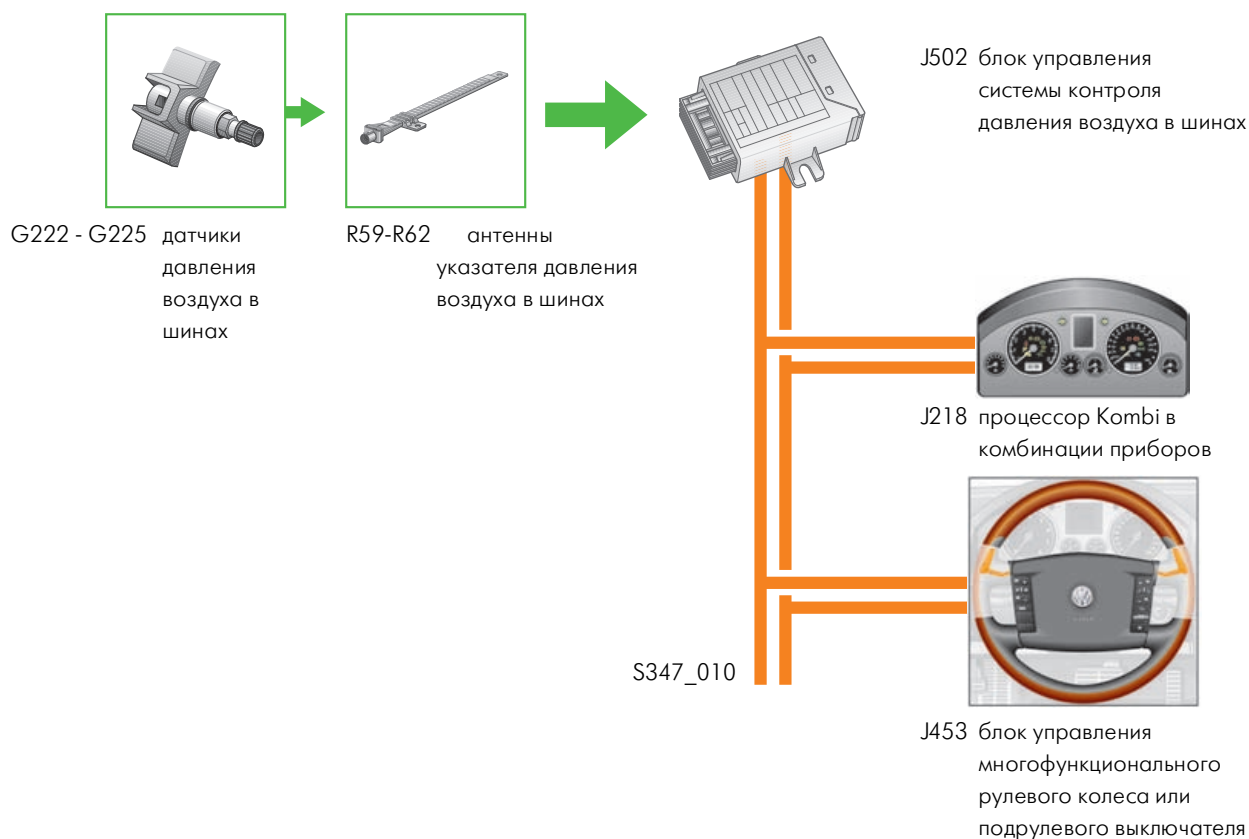 J502 блок управления
системы контроля
давления воздуха в шинах
G222 - G225 датчики
давления
воздуха в
шинах
R59-R62 антенны
указателя давления
воздуха в шинах
J218 процессор Kombi в
комбинации приборов
S347_010
J453 блок управления
многофункционального
рулевого колеса или
подрулевого выключателя